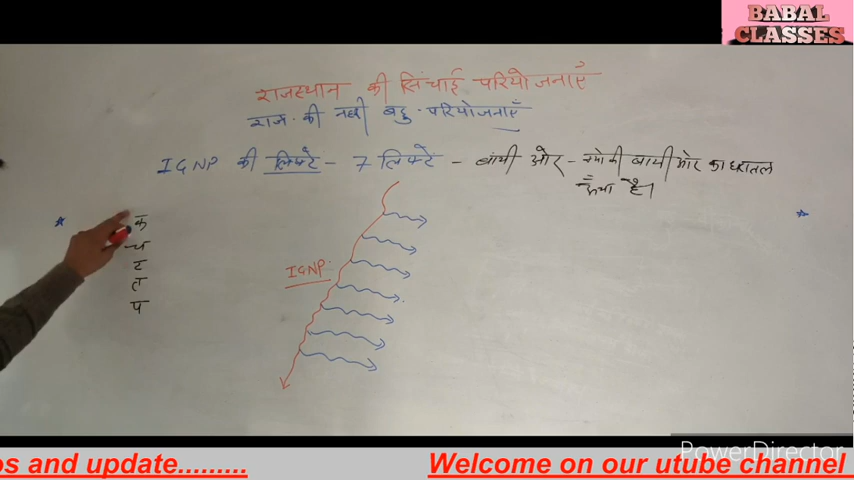 BABAL
CLASSES
राजस्थान की सिंचाई परियोजनाएँ
राज. की नदी बहु. परियोजनाएँ
IGNP की लिफ्टे - 7 लिफ्टें - बांयी ओर - क्यो की बायी ओर का धरातल
ऊँचा है।
क
च
ट
त
प
IGNP.
PowerDirector
os and update......... Welcome on our utube channel